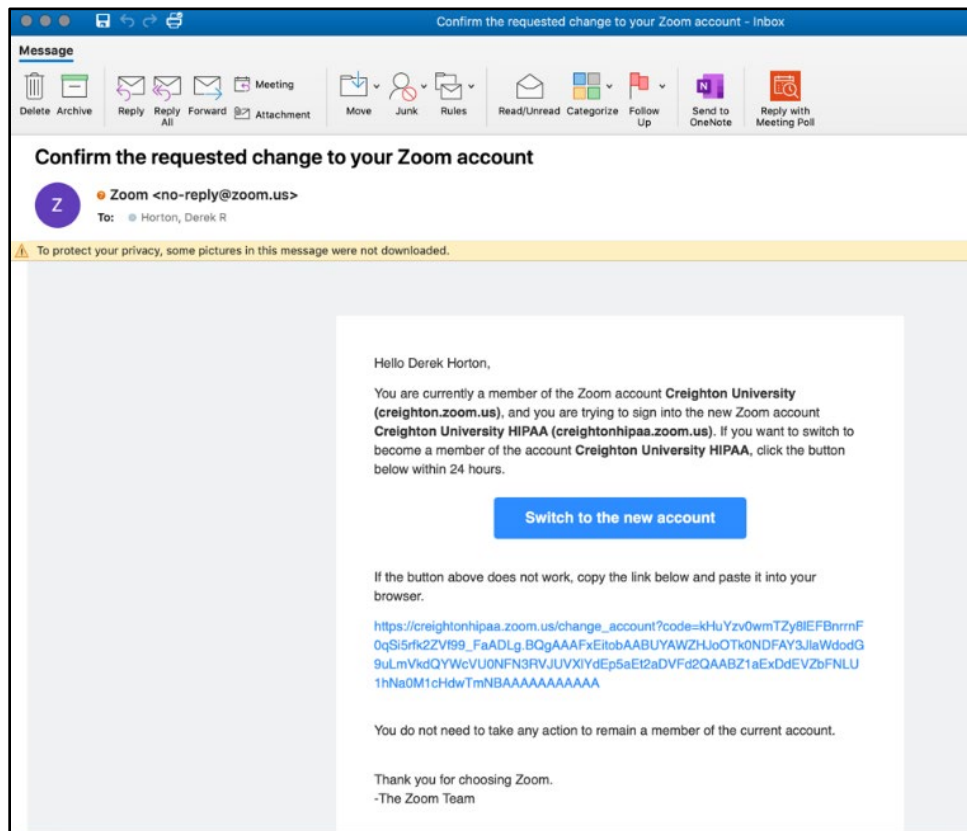 Confirm the requested change to your Zoom account - Inbox
Message
Delete Archive Reply Reply All Forward Meeting Attachment Move Junk Rules Read/Unread Categorize Follow Up Send to OneNote Reply with Meeting Poll
Confirm the requested change to your Zoom account
Z
Zoom <no-reply@zoom.us>
To: Horton, Derek R
To protect your privacy, some pictures in this message were not downloaded.
Hello Derek Horton,
You are currently a member of the Zoom account Creighton University
(creighton.zoom.us), and you are trying to sign into the new Zoom account
Creighton University HIPAA (creightonhipaa.zoom.us). If you want to switch to
become a member of the account Creighton University HIPAA, click the button
below within 24 hours.
Switch to the new account
If the button above does not work, copy the link below and paste it into your
browser.
https://creightonhipaa.zoom.us/change_account?code=kHuYzv0wmTZy8lEFBnrrnF
0qSi5rfk2ZVf99_FaADLg.BQgAAAFxEitobAABUYAWZHJoOTk0NDFAY3JlaWdodG
9uLmVkdQYWcVU0NFN3RVJUVXlYdEp5aEt2aDVFd2QAABZ1aExDdEVZbFNLU
1hNa0M1cHdwTmNBAAAAAAAAAAA
You do not need to take any action to remain a member of the current account.
Thank you for choosing Zoom.
-The Zoom Team